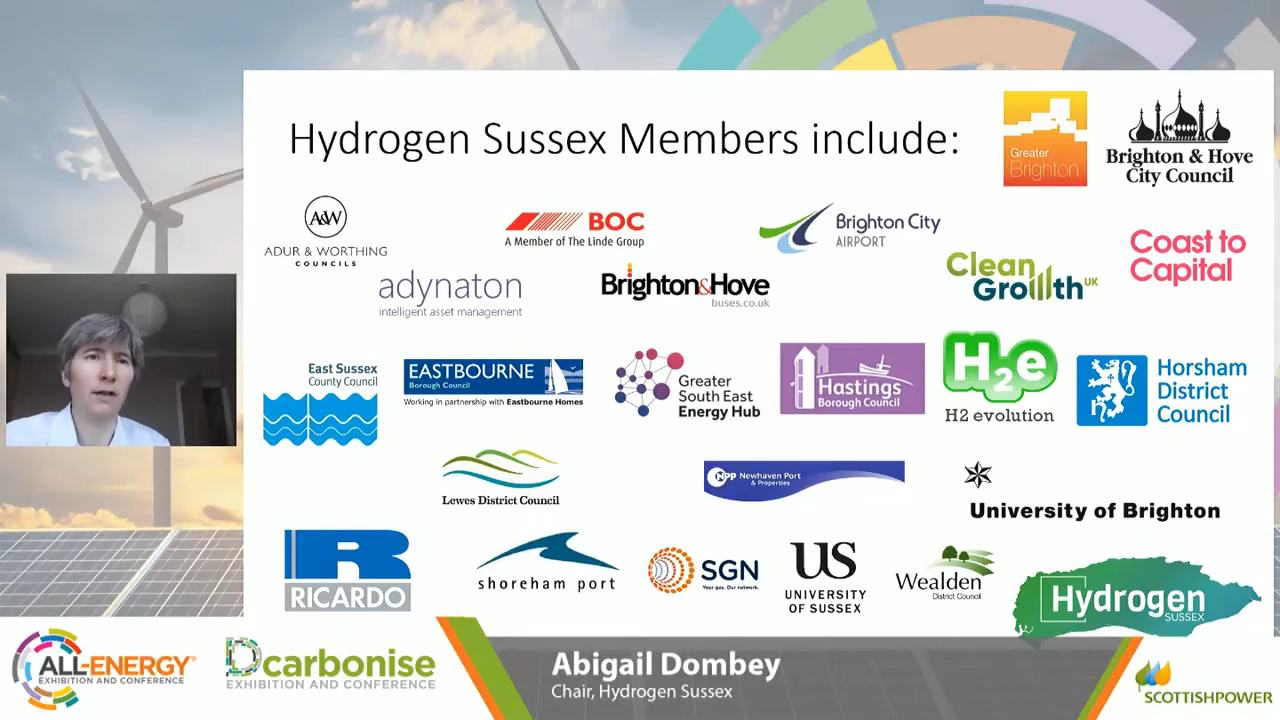 Hydrogen Sussex Members include:
Greater
Brighton
Brighton & Hove
City Council
A&W
ADUR & WORTHING
COUNCILS
BOC
A Member of The Linde Group
Brighton City
AIRPORT
Coast to
Capital
adynaton
intelligent asset management
Brighton&Hove
buses.co.uk
Clean
Growth UK
East Sussex
County Council
EASTBOURNE
Borough Council
Working in partnership with Eastbourne Homes
Greater
South East
Energy Hub
Hastings
Borough Council
H2e
H2 evolution
Horsham
District
Council
Lewes District Council
NPP Newhaven Port
& Properties
University of Brighton
R
RICARDO
shoreham port
SGN
Your gas. Our network.
US
UNIVERSITY
OF SUSSEX
Wealden
District Council
Hydrogen
SUSSEX
ALL-ENERGY®
EXHIBITION AND CONFERENCE
Dcarbonise
EXHIBITION AND CONFERENCE
Abigail Dombey
Chair, Hydrogen Sussex
SCOTTISHPOWER